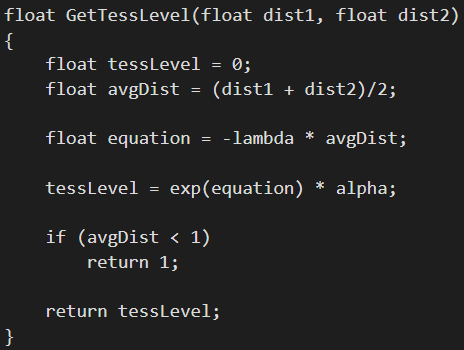 float GetTessLevel(float dist1, float dist2)
{
    float tessLevel = 0;
    float avgDist = (dist1 + dist2)/2;
    float equation = -lambda * avgDist;
    tessLevel = exp(equation) * alpha;
    if (avgDist < 1)
        return 1;
    return tessLevel;
}